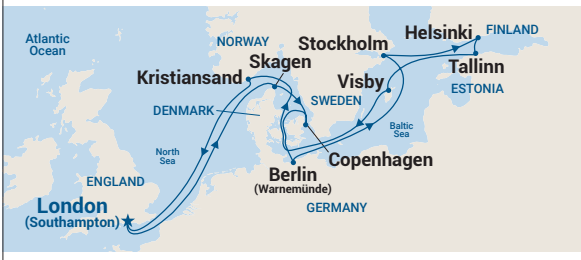 Atlantic
Ocean
NORWAY
Stockholm
Helsinki
FINLAND
Skagen
Kristiansand
Visby
Tallinn
ESTONIA
DENMARK
SWEDEN
Baltic
Sea
North
Sea
Copenhagen
Berlin
(Warnemünde)
ENGLAND
London
(Southampton)
GERMANY